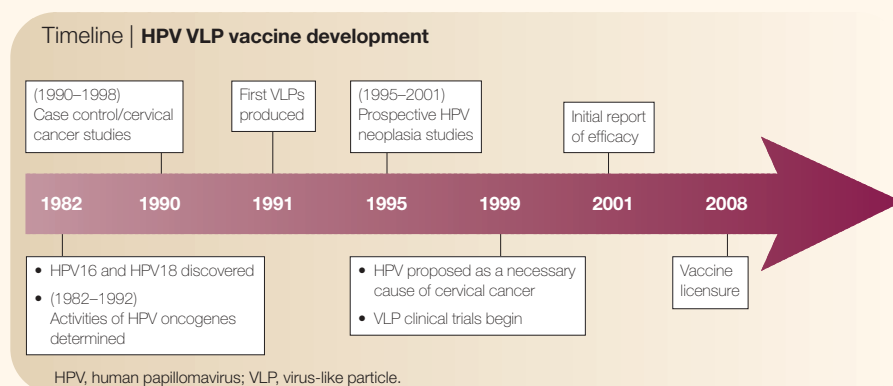 Timeline | HPV VLP vaccine development
(1990–1998)
Case control/cervical
cancer studies
First VLPs
produced
(1995–2001)
Prospective HPV
neoplasia studies
Initial report
of efficacy
1982 1990 1991 1995 1999 2001 2008
• HPV16 and HPV18 discovered
• (1982–1992)
Activities of HPV oncogenes
determined
• HPV proposed as a necessary
cause of cervical cancer
• VLP clinical trials begin
Vaccine
licensure
HPV, human papillomavirus; VLP, virus-like particle.